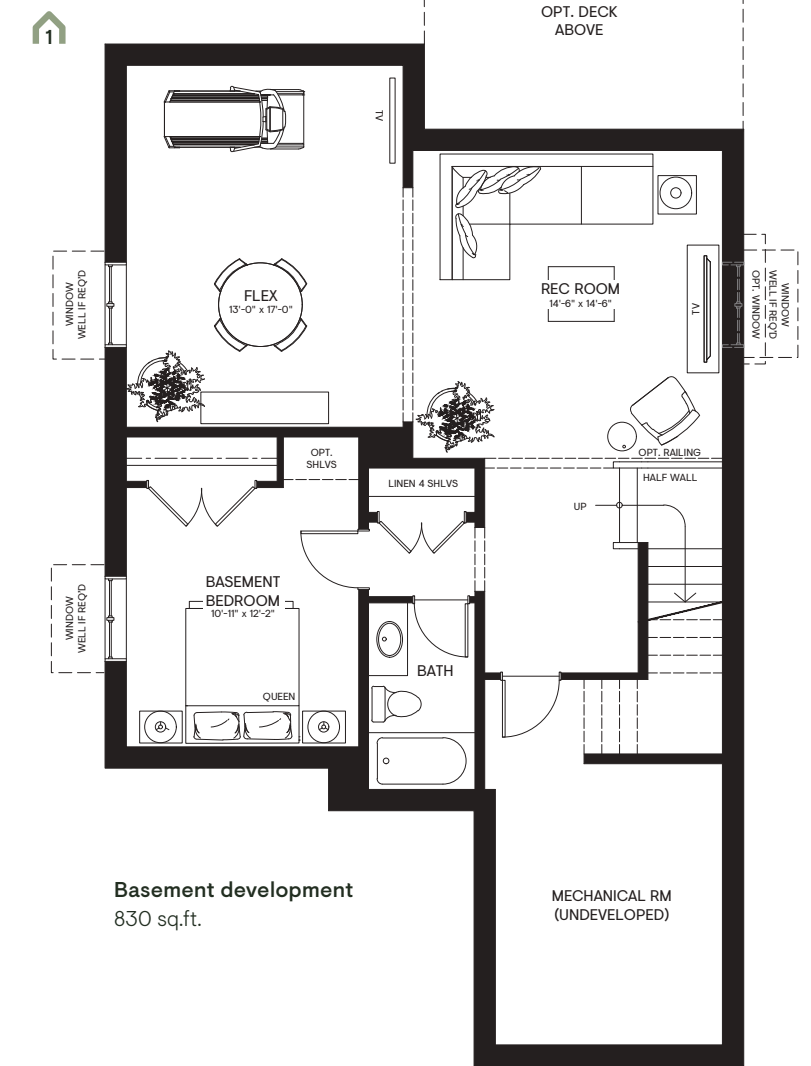 1
OPT. DECK
ABOVE
TV
WINDOW
WELL IF REQ'D
FLEX
13'-0" x 17'-0"
REC ROOM
14'-6" x 14'-6"
TV
OPT. WINDOW
WINDOW
WELL IF REQ'D
OPT. RAILING
HALF WALL
OPT.
SHLVS
LINEN 4 SHLVS
UP
WINDOW
WELL IF REQ'D
BASEMENT
BEDROOM
10'-11" x 12'-2"
QUEEN
BATH
MECHANICAL RM
(UNDEVELOPED)
Basement development
830 sq.ft.